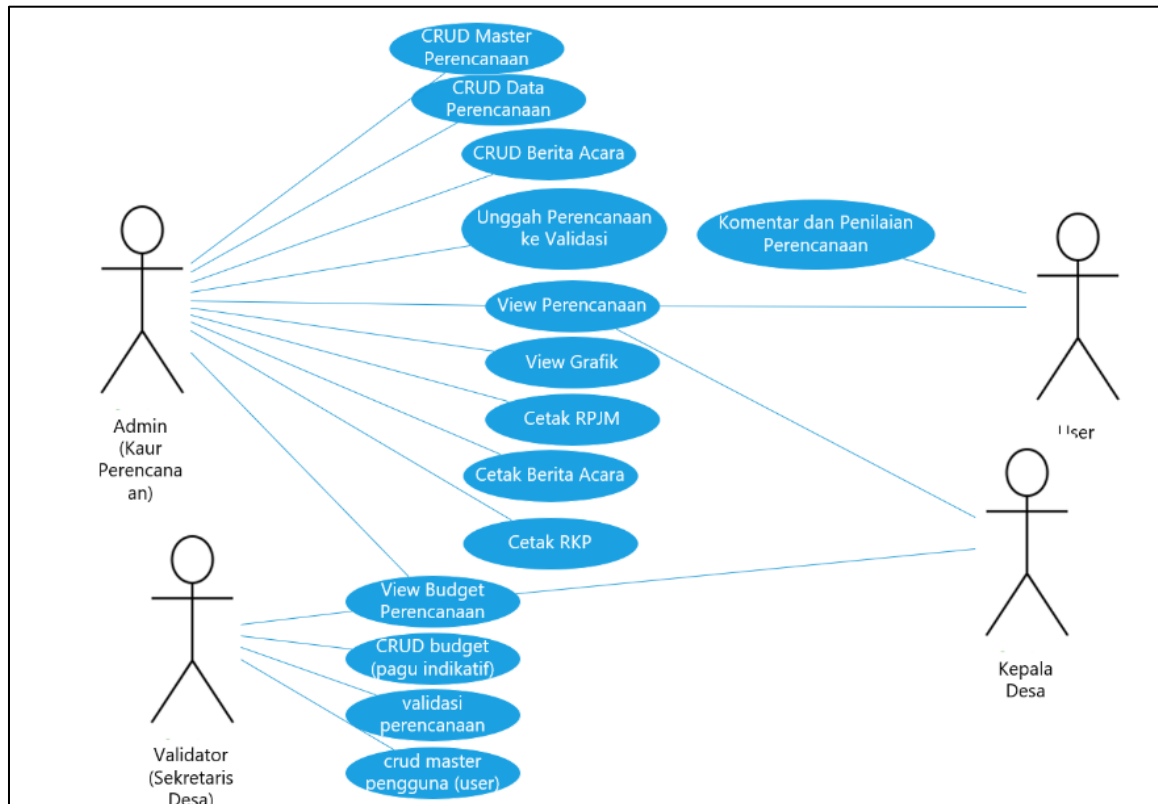 CRUD Master
Perencanaan
CRUD Data
Perencanaan
CRUD Berita Acara
Unggah Perencanaan
ke Validasi
Komentar dan Penilaian
Perencanaan
View Perencanaan
View Grafik
Cetak RPJM
Cetak Berita Acara
Cetak RKP
View Budget
Perencanaan
CRUD budget
(pagu indikatif)
validasi
perencanaan
crud master
pengguna (user)
Admin
(Kaur
Perencana
an)
Validator
(Sekretaris
Desa)
User
Kepala
Desa